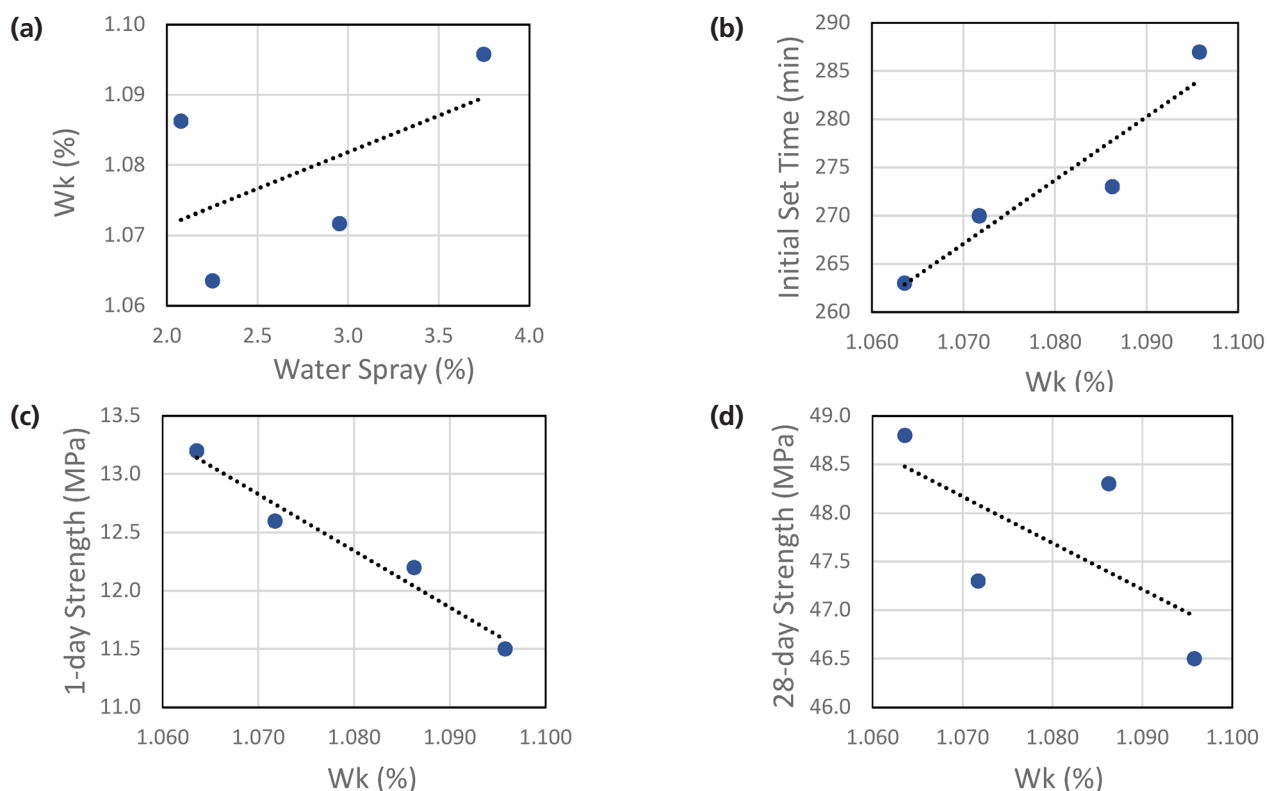 (a)
Wk (%)
1.10
1.09
1.08
1.07
1.06
2.0 2.5 3.0 3.5 4.0
Water Spray (%)
(b)
Initial Set Time (min)
290
285
280
275
270
265
260
1.060 1.070 1.080 1.090 1.100
Wk (%)
(c)
1-day Strength (MPa)
13.5
13.0
12.5
12.0
11.5
11.0
1.060 1.070 1.080 1.090 1.100
Wk (%)
(d)
28-day Strength (MPa)
49.0
48.5
48.0
47.5
47.0
46.5
46.0
1.060 1.070 1.080 1.090 1.100
Wk (%)